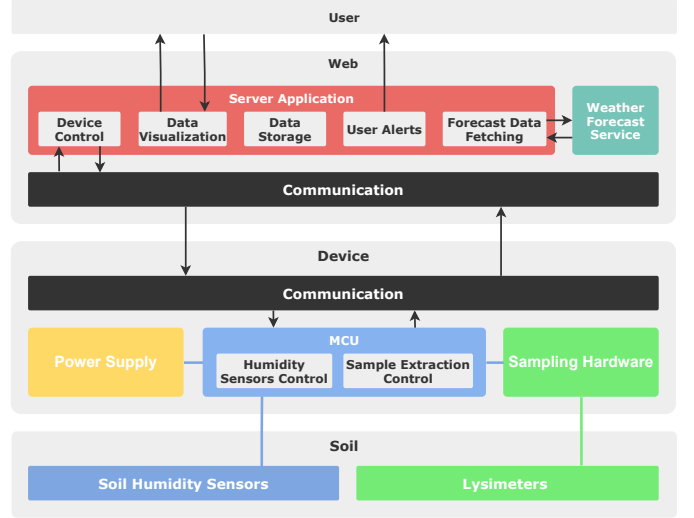 User
Web
Server Application
Device
Control
Data
Visualization
Data
Storage
User Alerts
Forecast Data
Fetching
Weather
Forecast
Service
Communication
Device
Communication
Power Supply
MCU
Humidity
Sensors Control
Sample Extraction
Control
Sampling Hardware
Soil
Soil Humidity Sensors
Lysimeters